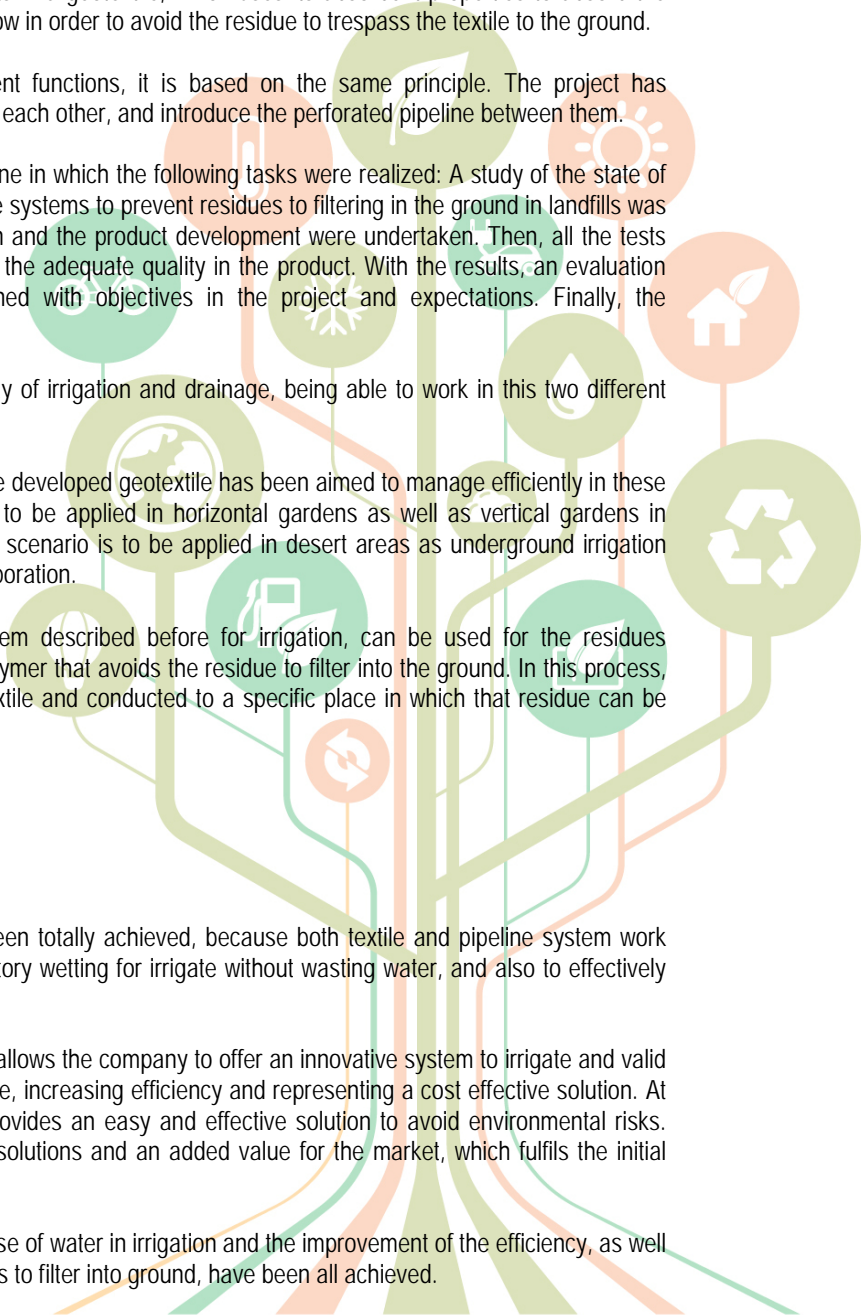 ow in order to avoid the residue to trespass the textile to the ground.
ent functions, it is based on the same principle. The project has
each other, and introduce the perforated pipeline between them.
ne in which the following tasks were realized: A study of the state of
e systems to prevent residues to filtering in the ground in landfills was
n and the product development were undertaken. Then, all the tests
the adequate quality in the product. With the results, an evaluation
ned with objectives in the project and expectations. Finally, the
y of irrigation and drainage, being able to work in this two different
e developed geotextile has been aimed to manage efficiently in these
to be applied in horizontal gardens as well as vertical gardens in
scenario is to be applied in desert areas as underground irrigation
poration.
em described before for irrigation, can be used for the residues
ymer that avoids the residue to filter into the ground. In this process,
xtile and conducted to a specific place in which that residue can be
een totally achieved, because both textile and pipeline system work
tory wetting for irrigate without wasting water, and also to effectively
allows the company to offer an innovative system to irrigate and valid
e, increasing efficiency and representing a cost effective solution. At
rovides an easy and effective solution to avoid environmental risks.
solutions and an added value for the market, which fulfils the initial
se of water in irrigation and the improvement of the efficiency, as well
s to filter into ground, have been all achieved.